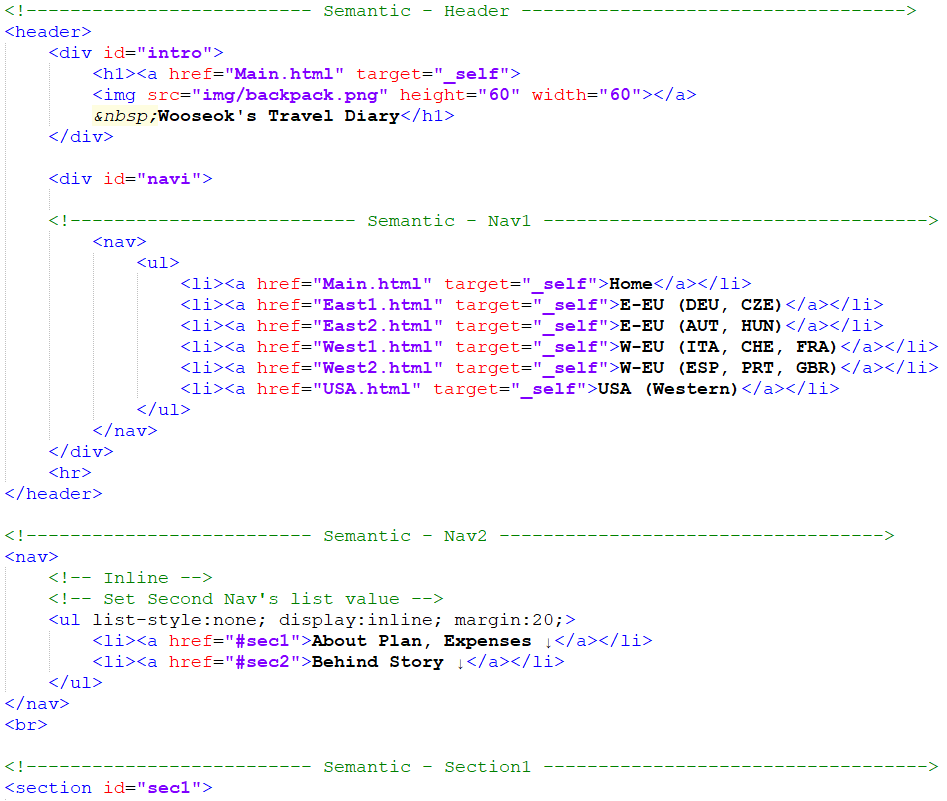 <!-------------------------- Semantic - Header ----------------------------------->
<header>
<div id="intro">
<h1><a href="Main.html" target="_self">
<img src="img/backpack.png" height="60" width="60"></a>
&nbsp;Wooseok's Travel Diary</h1>
</div>
<div id="navi">
<!-------------------------- Semantic - Nav1 ----------------------------------->
<nav>
<ul>
<li><a href="Main.html" target="_self">Home</a></li>
<li><a href="East1.html" target="_self">E-EU (DEU, CZE)</a></li>
<li><a href="East2.html" target="_self">E-EU (AUT, HUN)</a></li>
<li><a href="West1.html" target="_self">W-EU (ITA, CHE, FRA)</a></li>
<li><a href="West2.html" target="_self">W-EU (ESP, PRT, GBR)</a></li>
<li><a href="USA.html" target="_self">USA (Western)</a></li>
</ul>
</nav>
</div>
<hr>
</header>
<!-------------------------- Semantic - Nav2 ----------------------------------->
<nav>
<!-- Inline -->
<!-- Set Second Nav's list value -->
<ul list-style:none; display:inline; margin:20;>
<li><a href="#sec1">About Plan, Expenses ↓</a></li>
<li><a href="#sec2">Behind Story ↓</a></li>
</ul>
</nav>
<br>
<!-------------------------- Semantic - Section1 ----------------------------------->
<section id="sec1">